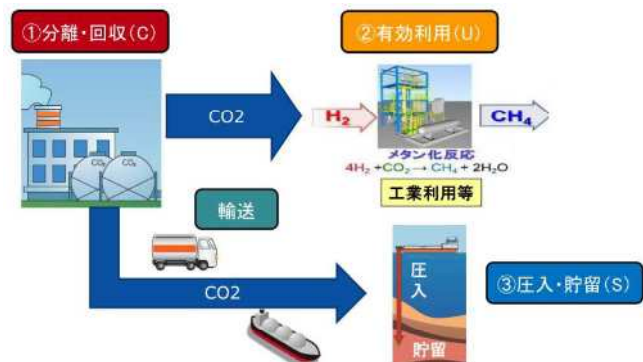 ①分離・回収(C)
②有効利用(U)
CO2
H₂
CH₄
CO₂
CO₂
メタン化反応
4H₂ +CO₂→ CH₄ + 2H₂O
工業利用等
輸送
CO2
圧入
貯留
③圧入・貯留(S)